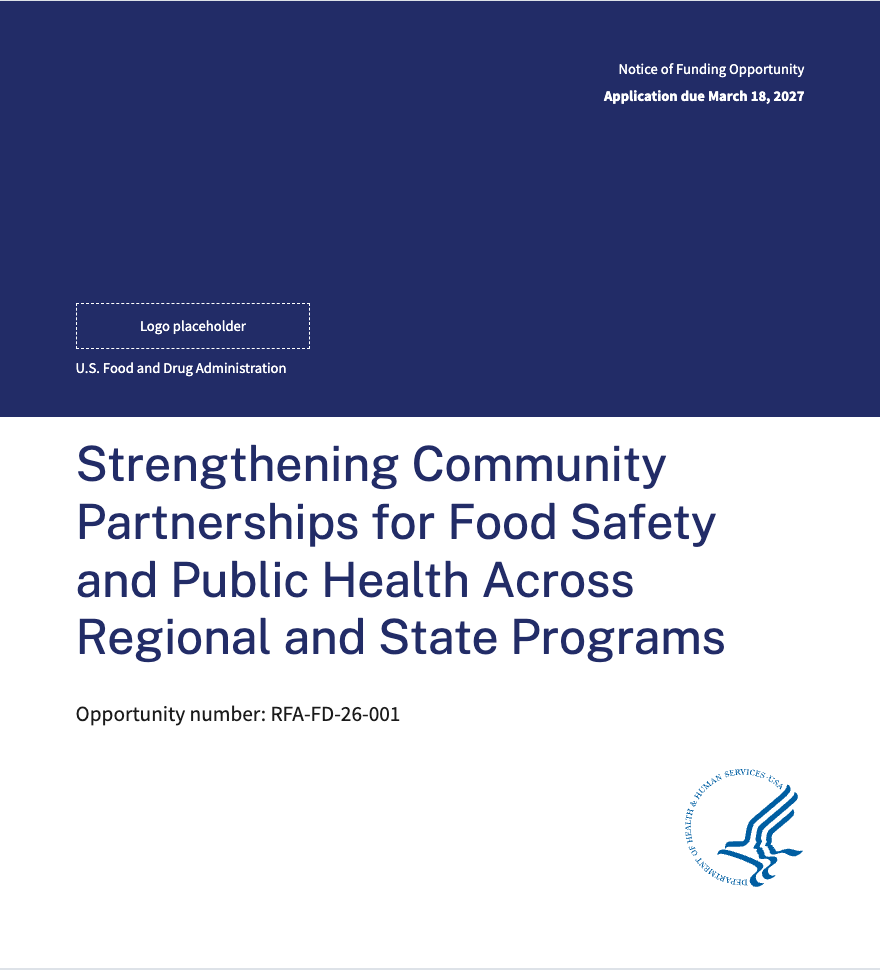 Notice of Funding Opportunity
Application due March 18, 2027
Logo placeholder
U.S. Food and Drug Administration
Strengthening Community
Partnerships for Food Safety
and Public Health Across
Regional and State Programs
Opportunity number: RFA-FD-26-001
DEPARTMENT OF HEALTH & HUMAN SERVICES·USA